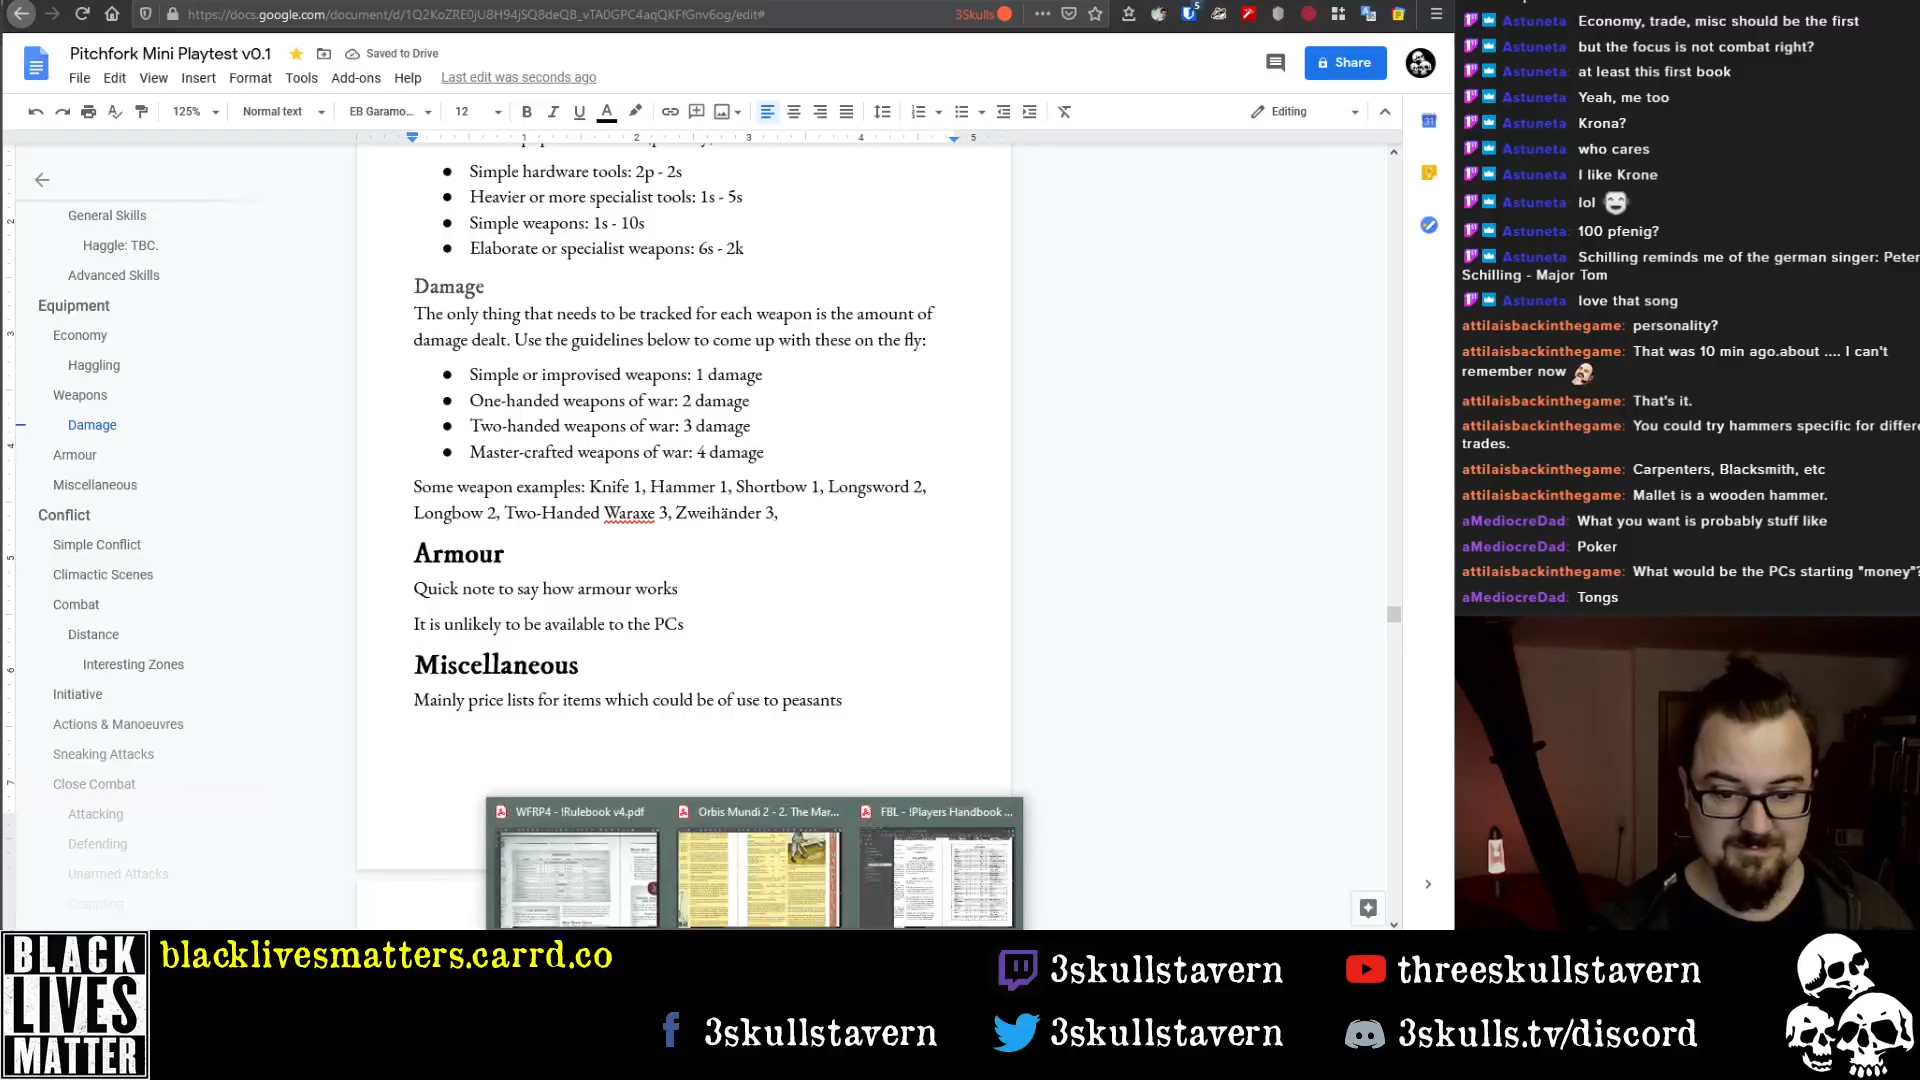 https://docs.google.com/document/d/1Q2KoZRE0jU8H94jSQ8deQB_vTA0GPC4aqQKFfGnv6og/edit#
3Skulls
5
Pitchfork Mini Playtest v0.1
Saved to Drive
File Edit View Insert Format Tools Add-ons Help
Last edit was seconds ago
Share
125%
Normal text
EB Garamo...
12
Editing
1 2 3 4 5
General Skills
Haggle: TBC.
Advanced Skills
Equipment
Economy
Haggling
Weapons
Damage
Armour
Miscellaneous
Conflict
Simple Conflict
Climactic Scenes
Combat
Distance
Interesting Zones
Initiative
Actions & Manoeuvres
Sneaking Attacks
Close Combat
Attacking
Defending
Unarmed Attacks
Grappling
● Simple hardware tools: 2p - 2s
● Heavier or more specialist tools: 1s - 5s
● Simple weapons: 1s - 10s
● Elaborate or specialist weapons: 6s - 2k
Damage
The only thing that needs to be tracked for each weapon is the amount of
damage dealt. Use the guidelines below to come up with these on the fly:
● Simple or improvised weapons: 1 damage
● One-handed weapons of war: 2 damage
● Two-handed weapons of war: 3 damage
● Master-crafted weapons of war: 4 damage
Some weapon examples: Knife 1, Hammer 1, Shortbow 1, Longsword 2,
Longbow 2, Two-Handed Waraxe 3, Zweihänder 3,
Armour
Quick note to say how armour works
It is unlikely to be available to the PCs
Miscellaneous
Mainly price lists for items which could be of use to peasants
WFRP4 - !Rulebook v4.pdf
Orbis Mundi 2 - 2. The Mar...
FBL - !Players Handbook ...
Astuneta Economy, trade, misc should be the first
Astuneta but the focus is not combat right?
Astuneta at least this first book
Astuneta Yeah, me too
Astuneta Krona?
Astuneta who cares
Astuneta I like Krone
Astuneta lol
Astuneta 100 pfenig?
Astuneta Schilling reminds me of the german singer: Peter
Schilling - Major Tom
Astuneta love that song
attilaisbackinthegame: personality?
attilaisbackinthegame: That was 10 min ago.about .... I can't
remember now
attilaisbackinthegame: That's it.
attilaisbackinthegame: You could try hammers specific for differe
trades.
attilaisbackinthegame: Carpenters, Blacksmith, etc
attilaisbackinthegame: Mallet is a wooden hammer.
aMediocreDad: What you want is probably stuff like
aMediocreDad: Poker
attilaisbackinthegame: What would be the PCs starting "money"?
aMediocreDad: Tongs
BLACK
LIVES
MATTER
blacklivesmatters.carrd.co
3skullstavern
threeskullstavern
3skullstavern
3skullstavern
3skulls.tv/discord